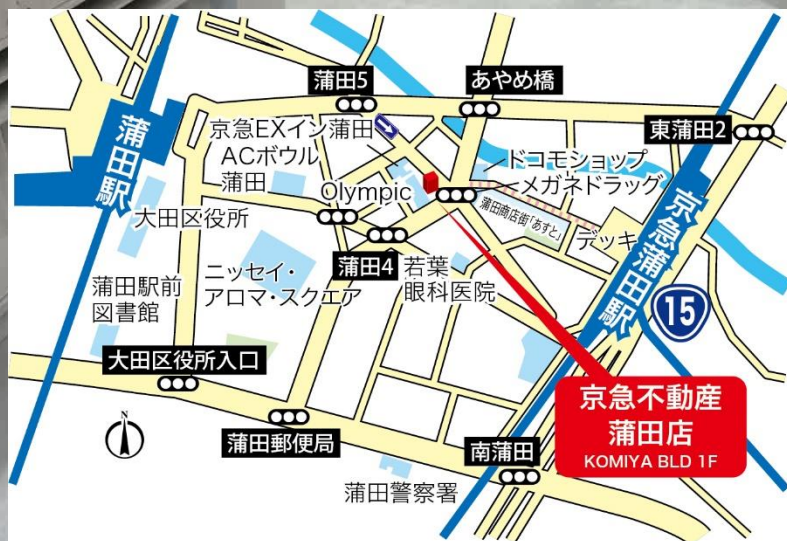 蒲田5
あやめ橋
東蒲田2
京急EXイン蒲田
ACボウル
蒲田
ドコモショップ
メガネドラッグ
蒲田駅
Olympic
蒲田商店街「あすと」
デッキ
京急蒲田駅
大田区役所
蒲田4
若葉
眼科医院
ニッセイ・
アロマ・スクエア
蒲田駅前
図書館
15
大田区役所入口
N
蒲田郵便局
南蒲田
蒲田警察署
京急不動産
蒲田店
KOMIYA BLD 1F